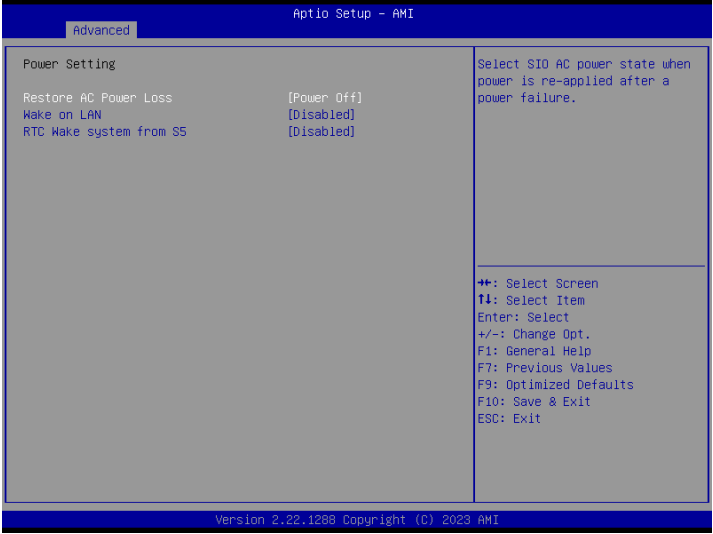 Aptio Setup - AMI
Advanced
Power Setting
Restore AC Power Loss [Power Off]
Wake on LAN [Disabled]
RTC Wake system from S5 [Disabled]
Select SIO AC power state when
power is re-applied after a
power failure.
→←: Select Screen
↑↓: Select Item
Enter: Select
+/-: Change Opt.
F1: General Help
F7: Previous Values
F9: Optimized Defaults
F10: Save & Exit
ESC: Exit
Version 2.22.1288 Copyright (C) 2023 AMI